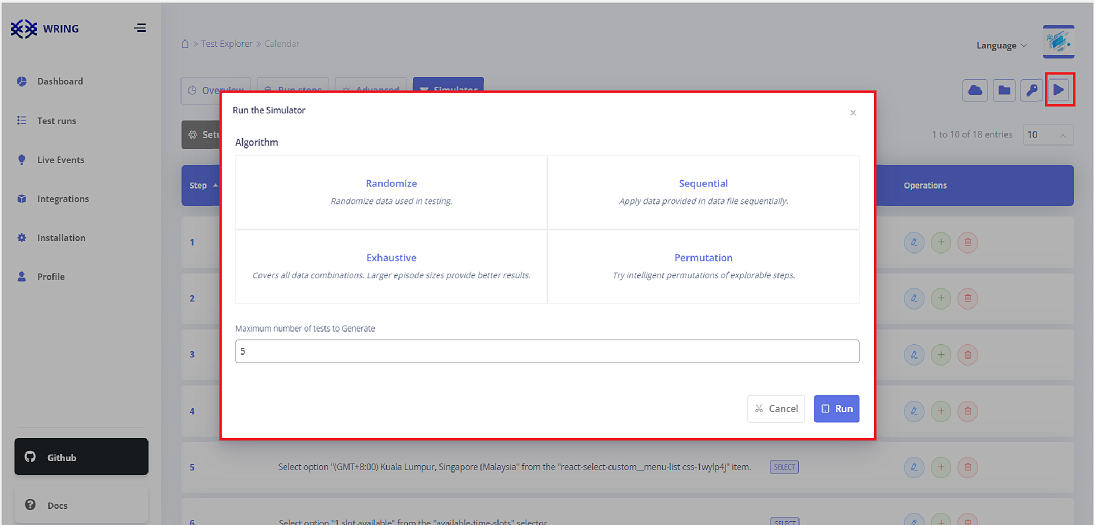 WRING
Test Explorer > Calendar
Language
Dashboard
Test runs
Live Events
Integrations
Installation
Profile
Github
Docs
Overview
Run steps
Advanced
Simulator
1 to 10 of 18 entries
10
Step
Operations
Run the Simulator
×
Algorithm
Randomize
Randomize data used in testing.
Sequential
Apply data provided in data file sequentially.
Exhaustive
Covers all data combinations. Larger episode sizes provide better results.
Permutation
Try intelligent permutations of explorable steps.
Maximum number of tests to Generate
5
Cancel
Run
1
2
3
4
5 Select option "(GMT+8:00) Kuala Lumpur, Singapore (Malaysia" from the "react-select-custom__menu-list css-1wylp4j" item. SELECT
6 Select option "1 slot available" from the "available-time-slots" selector SELECT